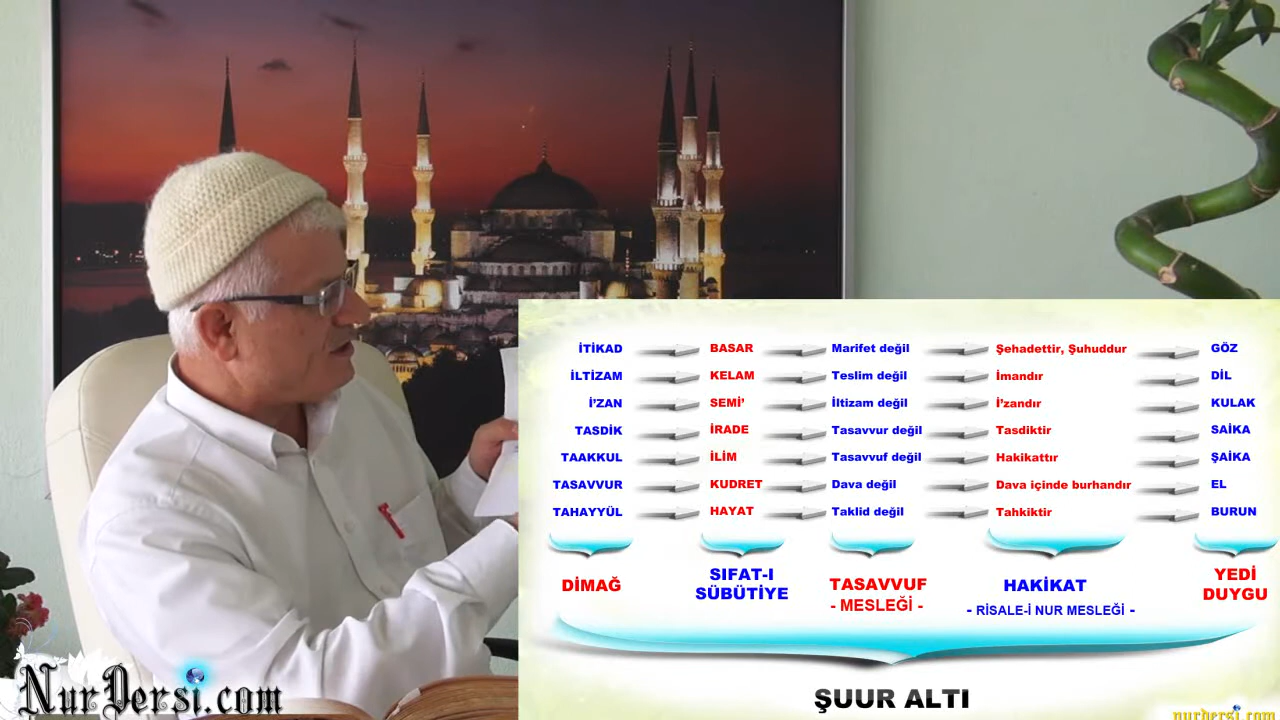 İTİKAD BASAR Marifet değil Şehadettir, Şuhuddur GÖZ
İLTİZAM KELAM Teslim değil İmandır DİL
İ'ZAN SEMİ' İltizam değil İ'zandır KULAK
TASDİK İRADE Tasavvur değil Tasdiktir SAİKA
TAAKKUL İLİM Tasavvuf değil Hakikattır ŞAİKA
TASAVVUR KUDRET Dava değil Dava içinde burhandır EL
TAHAYYÜL HAYAT Taklid değil Tahkiktir BURUN
DİMAĞ
SIFAT-I
SÜBÜTİYE
TASAVVUF
- MESLEĞİ -
HAKİKAT
- RİSALE-İ NUR MESLEĞİ -
YEDİ
DUYGU
ŞUUR ALTI
NurDersi.com
nurdersi.com